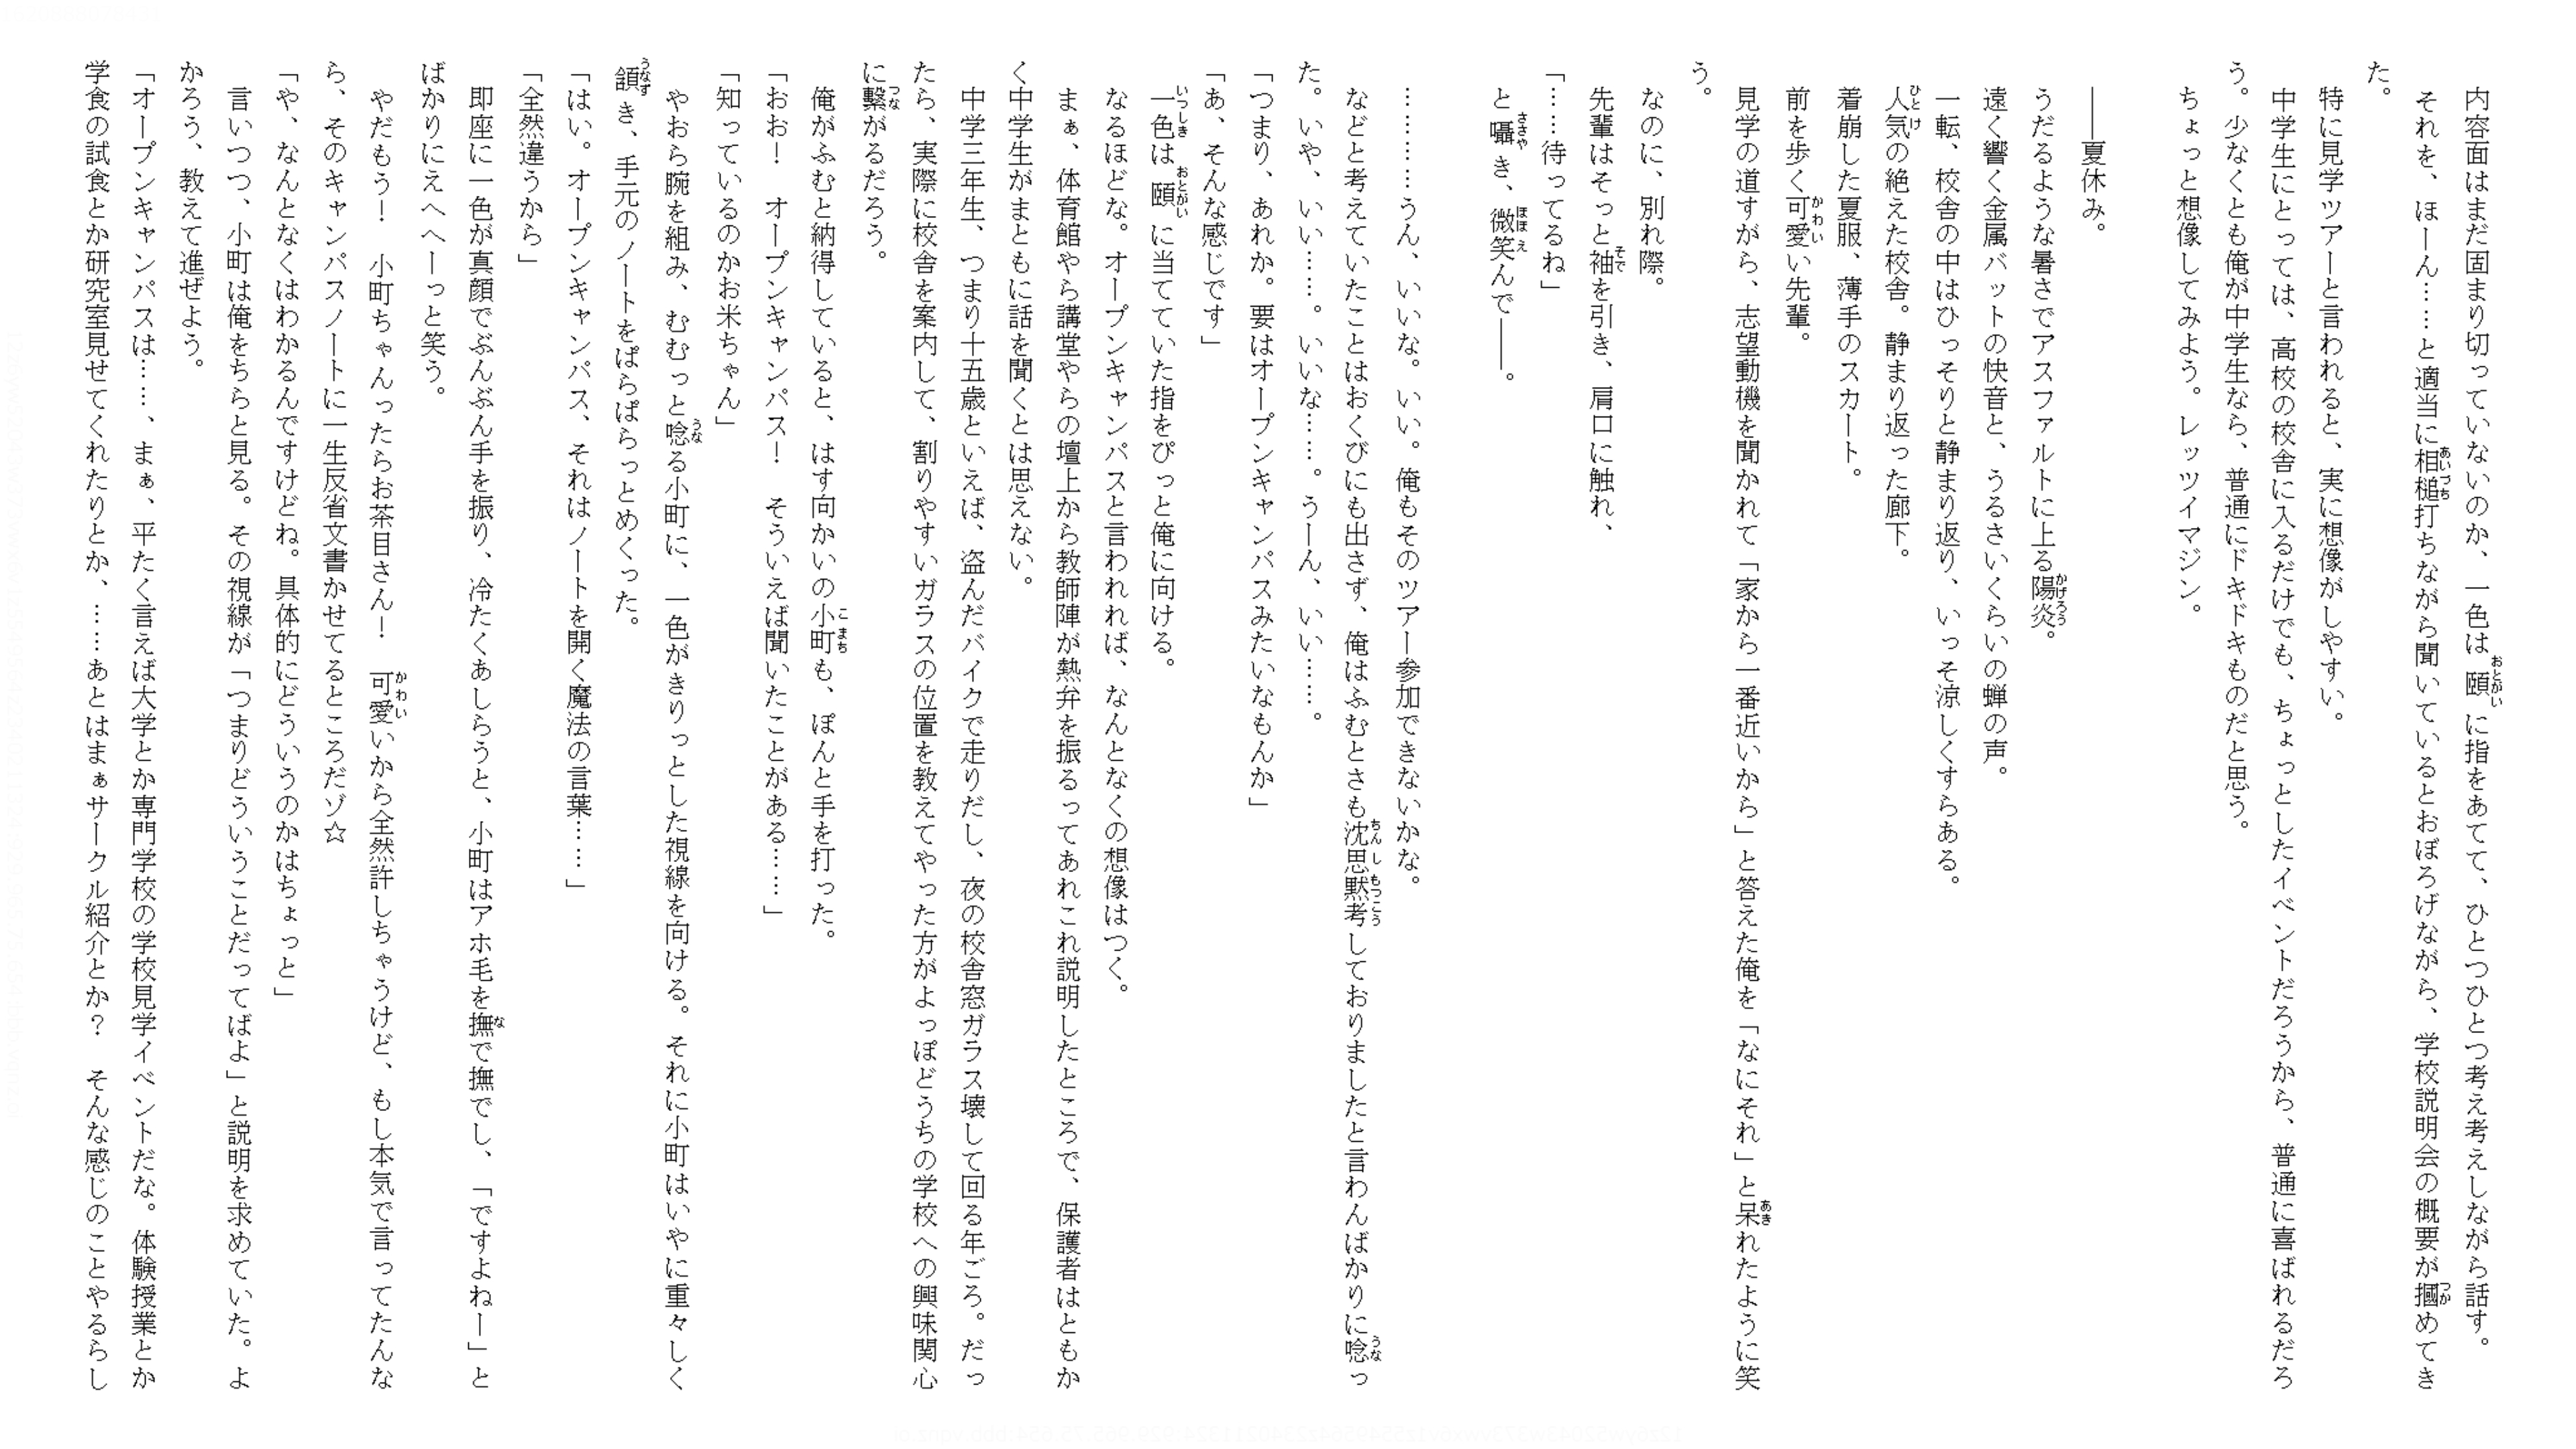 内容面はまだ固まり切っていないのか、一色は頤に指をあてて、ひとつひとつ考え考えしながら話す。
それを、ほーん……と適当に相槌打ちながら聞いているとおぼろげながら、学校説明会の概要が摑めてき
た。
特に見学ツアーと言われると、実に想像がしやすい。
中学生にとっては、高校の校舎に入るだけでも、ちょっとしたイベントだろうから、普通に喜ばれるだろ
う。少なくとも俺が中学生なら、普通にドキドキものだと思う。
ちょっと想像してみよう。レッツイマジン。
――夏休み。
うだるような暑さでアスファルトに上る陽炎。
遠く響く金属バットの快音と、うるさいくらいの蝉の声。
一転、校舎の中はひっそりと静まり返り、いっそ涼しくすらある。
人気の絶えた校舎。静まり返った廊下。
着崩した夏服、薄手のスカート。
前を歩く可愛い先輩。
見学の道すがら、志望動機を聞かれて「家から一番近いから」と答えた俺を「なにそれ」と呆れたように笑
う。
なのに、別れ際。
先輩はそっと袖を引き、肩口に触れ、
「……待ってるね」
と囁き、微笑んで――。
…………うん、いいな。いい。俺もそのツアー参加できないかな。
などと考えていたことはおくびにも出さず、俺はふむとさも沈思黙考しておりましたと言わんばかりに唸っ
た。いや、いい……。いいな……。うーん、いい……。
「つまり、あれか。要はオープンキャンパスみたいなもんか」
「あ、そんな感じです」
一色は頤に当てていた指をぴっと俺に向ける。
なるほどな。オープンキャンパスと言われれば、なんとなくの想像はつく。
まぁ、体育館やら講堂やらの壇上から教師陣が熱弁を振るってあれこれ説明したところで、保護者はともか
く中学生がまともに話を聞くとは思えない。
中学三年生、つまり十五歳といえば、盗んだバイクで走りだし、夜の校舎窓ガラス壊して回る年ごろ。だっ
たら、実際に校舎を案内して、割りやすいガラスの位置を教えてやった方がよっぽどうちの学校への興味関心
に繫がるだろう。
俺がふむと納得していると、はす向かいの小町も、ぽんと手を打った。
「おお！　オープンキャンパス！　そういえば聞いたことがある……」
「知っているのかお米ちゃん」
やおら腕を組み、むむっと唸る小町に、一色がきりっとした視線を向ける。それに小町はいやに重々しく
頷き、手元のノートをぱらぱらっとめくった。
「はい。オープンキャンパス、それはノートを開く魔法の言葉……」
「全然違うから」
即座に一色が真顔でぶんぶん手を振り、冷たくあしらうと、小町はアホ毛を撫で撫でし、「ですよねー」と
ばかりにえへへーっと笑う。
やだもう！　小町ちゃんったらお茶目さん！　可愛いから全然許しちゃうけど、もし本気で言ってたんな
ら、そのキャンパスノートに一生反省文書かせてるところだゾ☆
「や、なんとなくはわかるんですけどね。具体的にどういうのかはちょっと」
言いつつ、小町は俺をちらと見る。その視線が「つまりどういうことだってばよ」と説明を求めていた。よ
かろう、教えて進ぜよう。
「オープンキャンパスは……、まぁ、平たく言えば大学とか専門学校の学校見学イベントだな。体験授業とか
学食の試食とか研究室見せてくれたりとか、……あとはまぁサークル紹介とか？　そんな感じのことやるらし